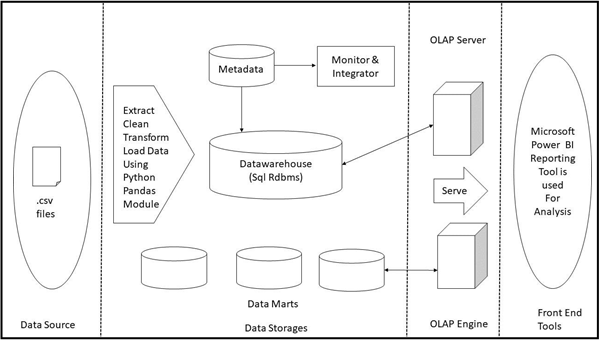 .csv
files
Data Source
Extract
Clean
Transform
Load Data
Using
Python
Pandas
Module
Metadata
Monitor &
Integrator
Datawarehouse
(Sql Rdbms)
Data Marts
Data Storages
OLAP Server
Serve
OLAP Engine
Microsoft
Power BI
Reporting
Tool is
used
For
Analysis
Front End
Tools